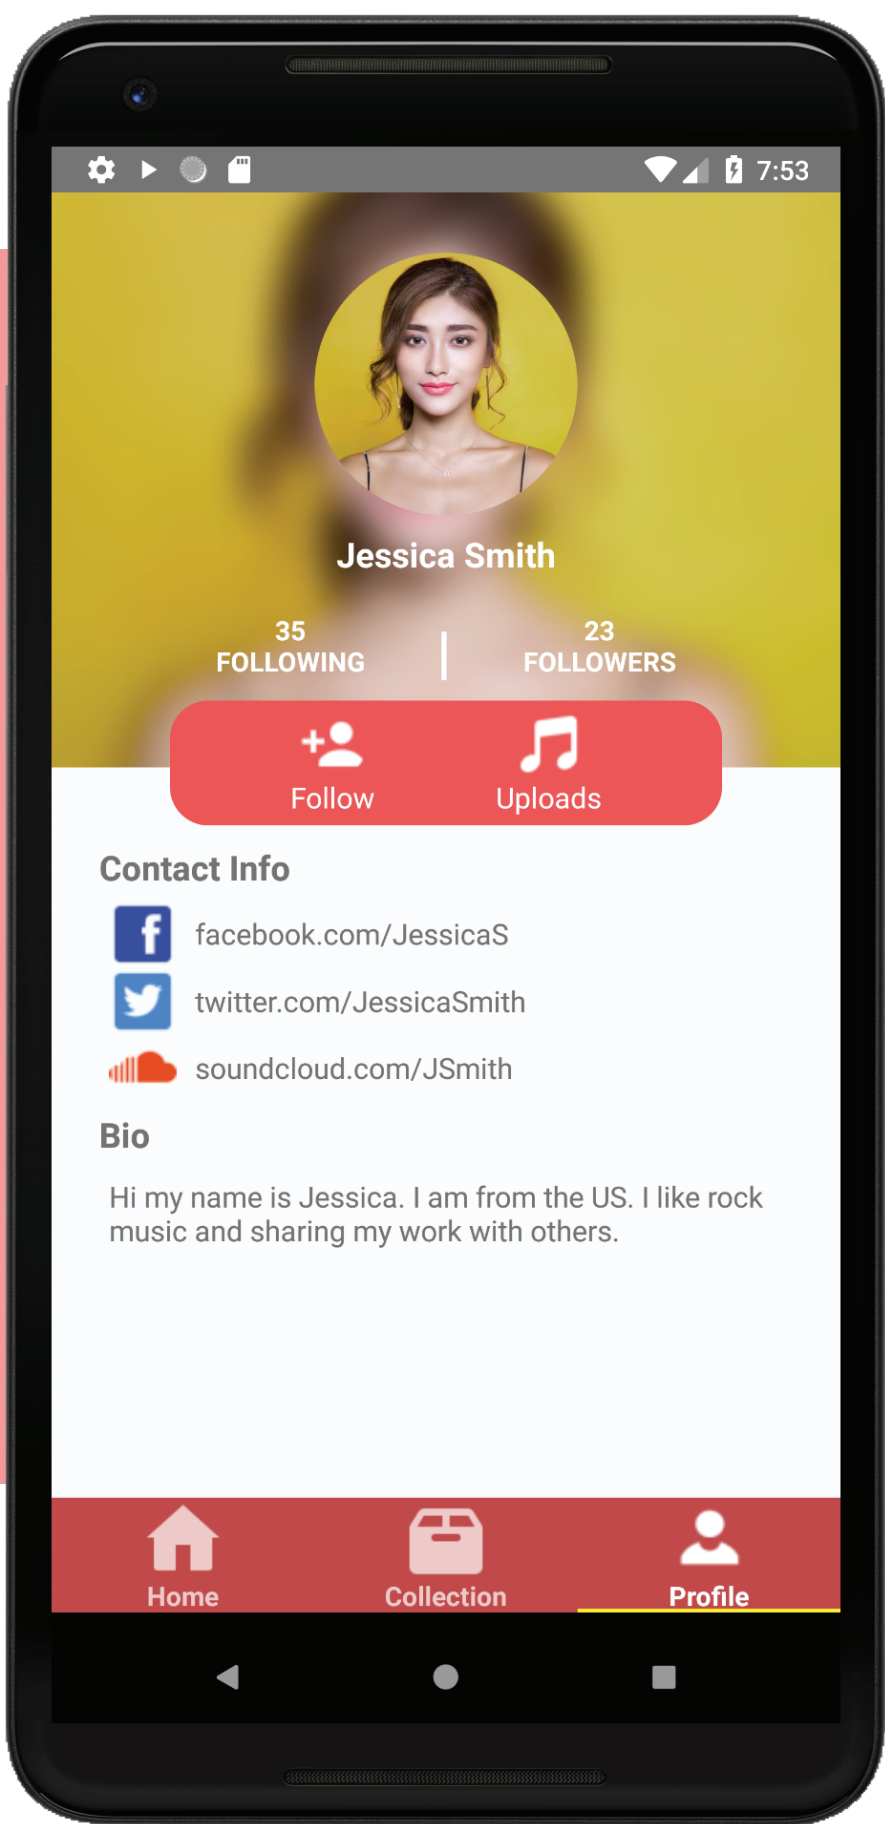 7:53
Jessica Smith
35
FOLLOWING
23
FOLLOWERS
Follow
Uploads
Contact Info
facebook.com/JessicaS
twitter.com/JessicaSmith
soundcloud.com/JSmith
Bio
Hi my name is Jessica. I am from the US. I like rock
music and sharing my work with others.
Home
Collection
Profile